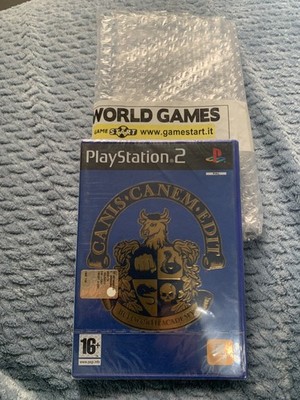 WORLD GAMES
GAME START www.gamestart.it
PlayStation.2
CANIS·CANEM·EDIT
16+